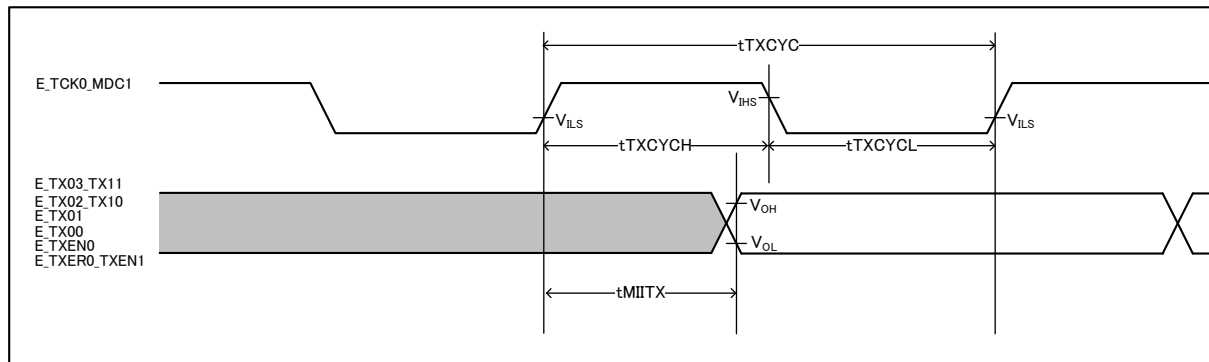 tTXCYC
E_TCK0_MDC1
VIHS
VILS
VILS
tTXCYCH
tTXCYCL
E_TX03_TX11
E_TX02_TX10
E_TX01
E_TX00
E_TXEN0
E_TXER0_TXEN1
VOH
VOL
tMIITX